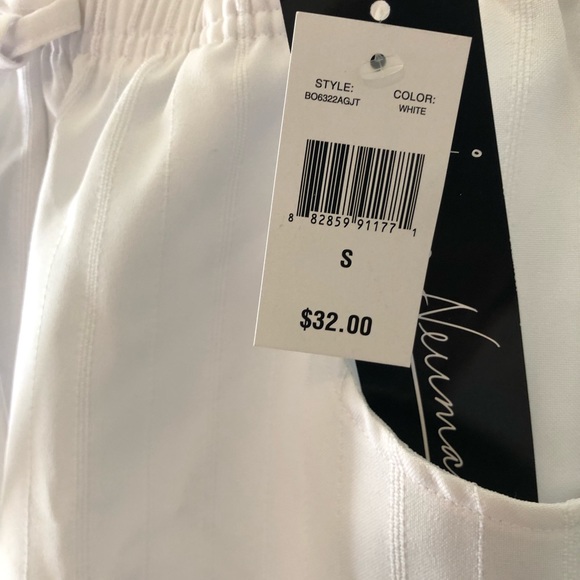 STYLE:
BO6322AGJT
COLOR:
WHITE
8 82859 91177 1
S
$32.00